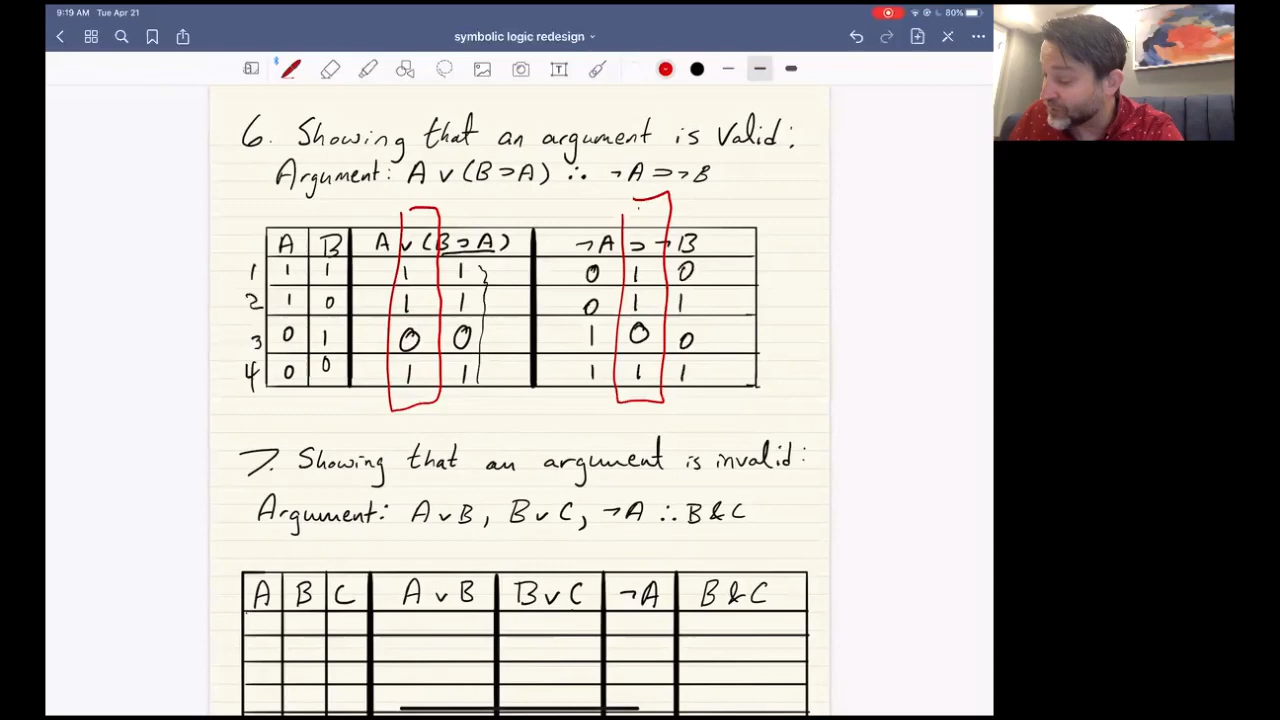 9:19 AM Tue Apr 21
80%
symbolic logic redesign
6. Showing that an argument is Valid:
Argument: A ∨ (B ⊃ A) ∴ ¬A ⊃ ¬B
A B A ∨ (B ⊃ A) ¬A ⊃ ¬B
1 1 1 1 1 0 1 0
2 1 0 1 1 0 1 1
3 0 1 0 0 1 0 0
4 0 0 1 1 1 1 1
7. Showing that an argument is invalid:
Argument: A ∨ B, B ∨ C, ¬A ∴ B & C
A B C A ∨ B B ∨ C ¬A B & C